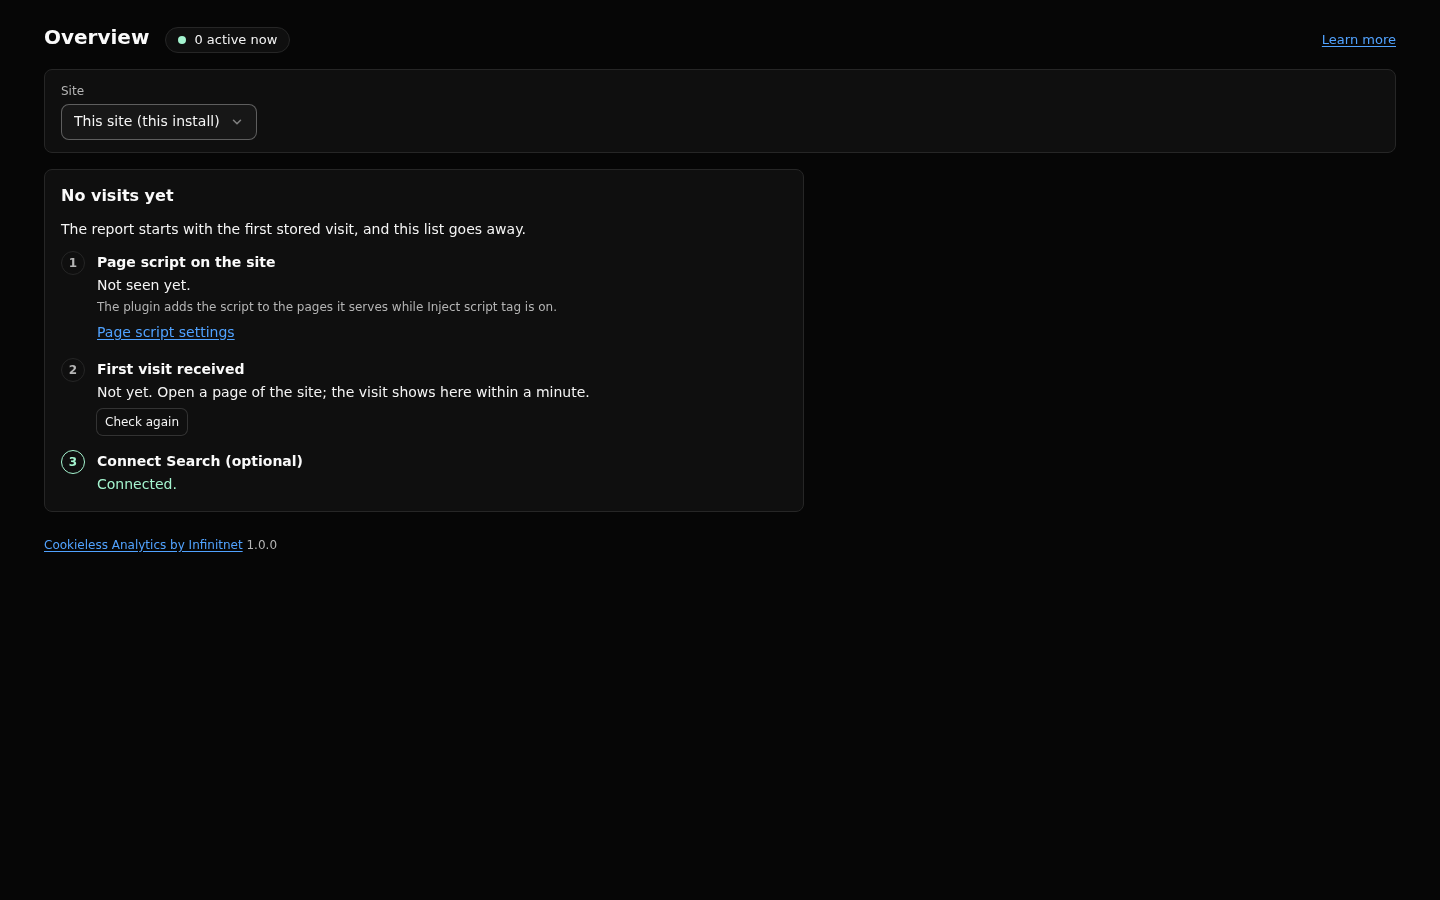 Overview
0 active now
Learn more
Site
This site (this install)
No visits yet
The report starts with the first stored visit, and this list goes away.
1
Page script on the site
Not seen yet.
The plugin adds the script to the pages it serves while Inject script tag is on.
Page script settings
2
First visit received
Not yet. Open a page of the site; the visit shows here within a minute.
Check again
3
Connect Search (optional)
Connected.
Cookieless Analytics by Infinitnet 1.0.0